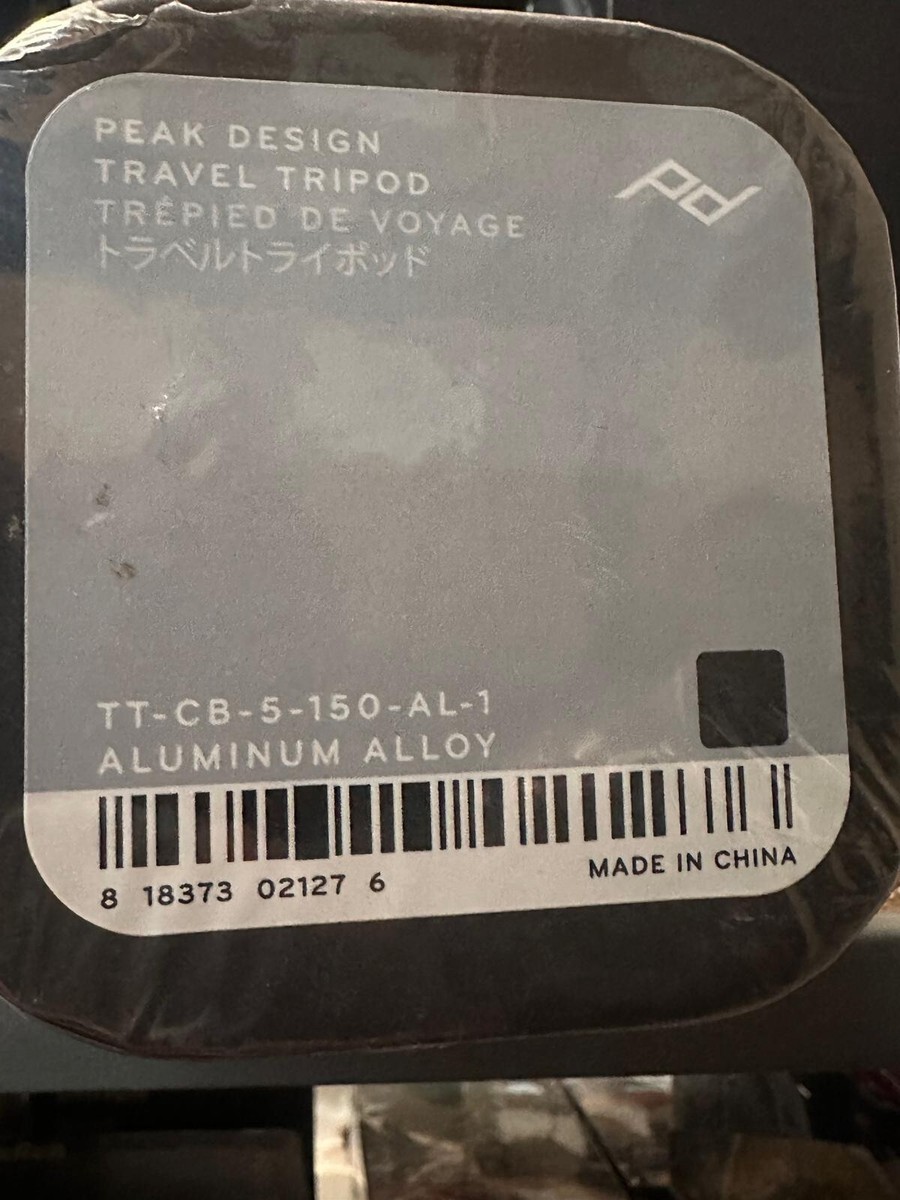 PEAK DESIGN
TRAVEL TRIPOD
TRÉPIED DE VOYAGE
トラベルトライポッド
pd
TT-CB-5-150-AL-1
ALUMINUM ALLOY
MADE IN CHINA
8 18373 02127 6